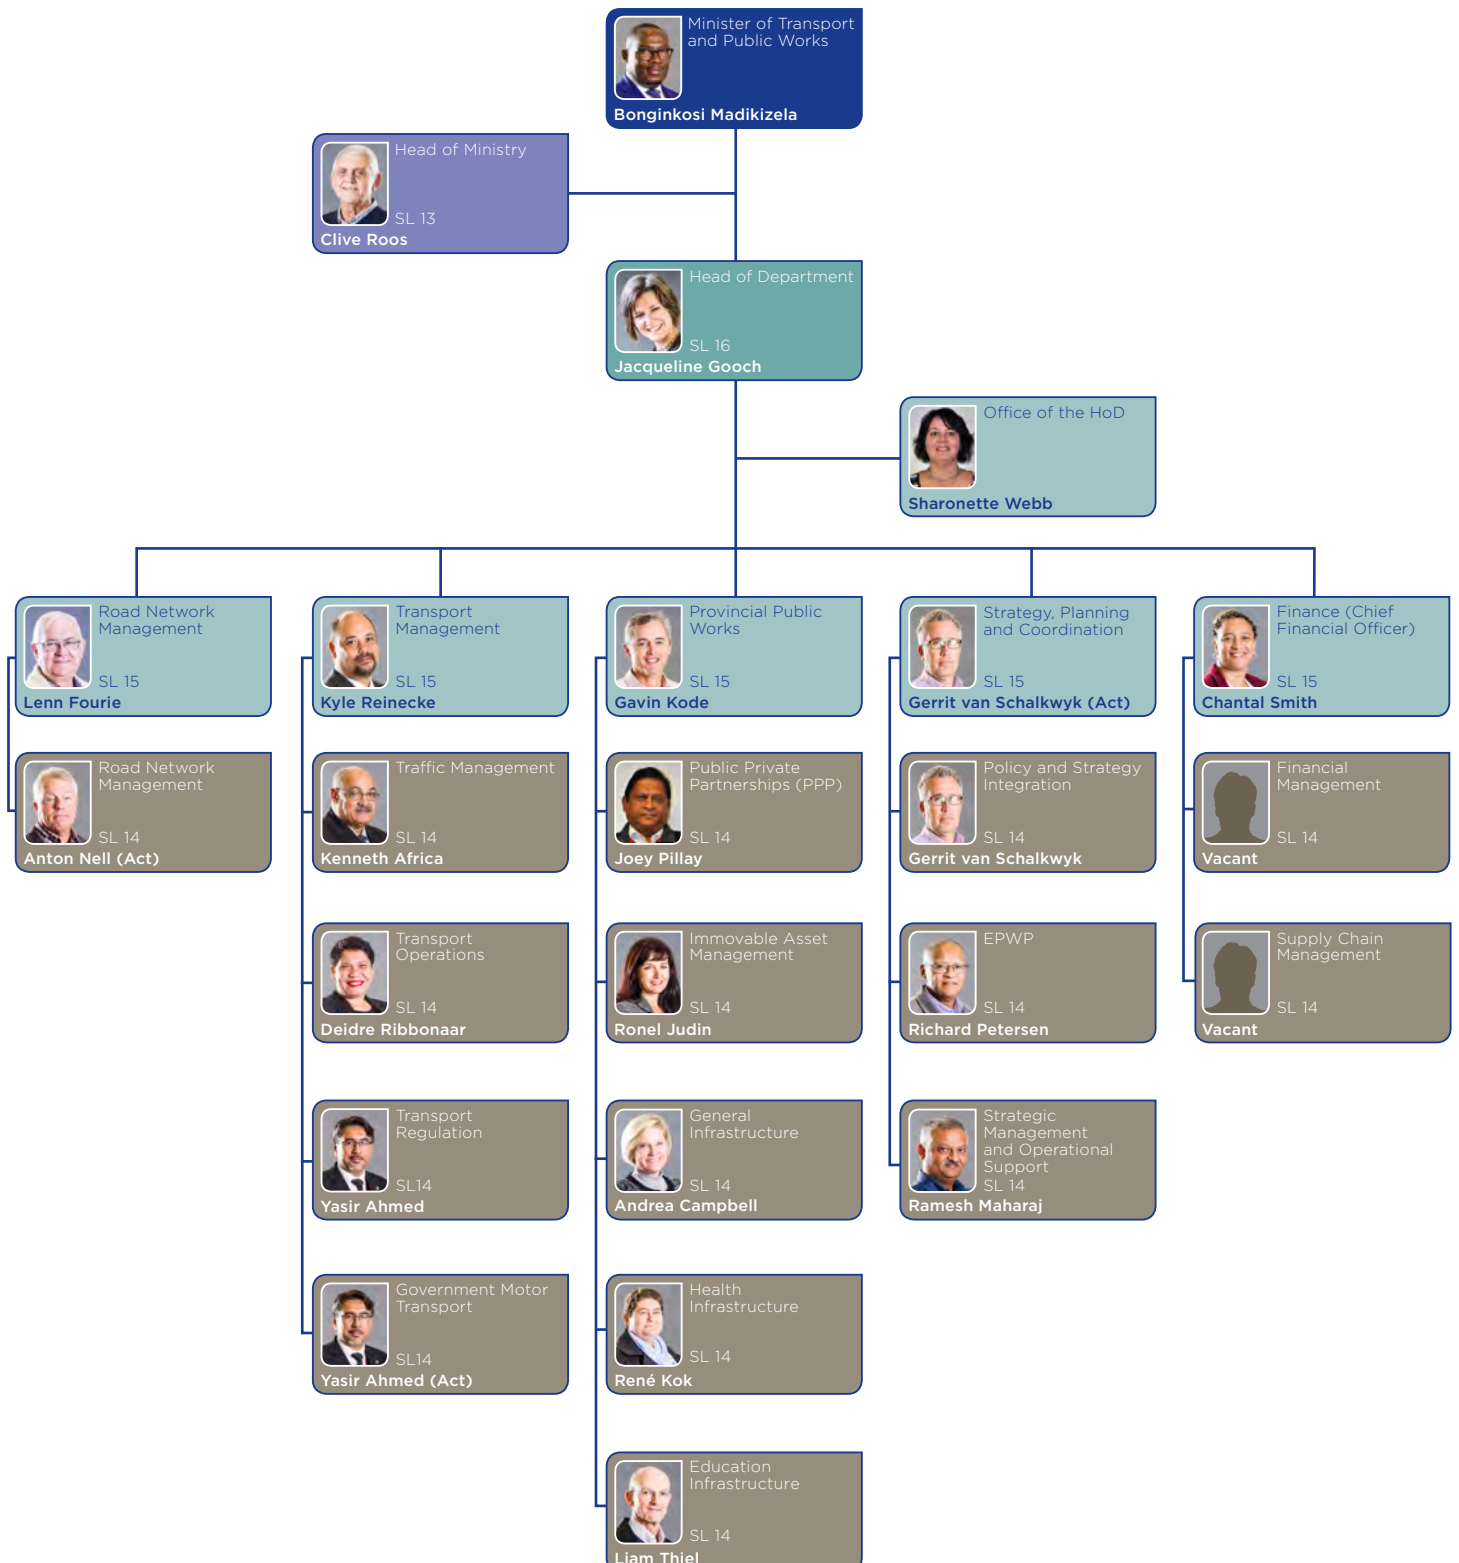 Minister of Transport
and Public Works
Bonginkosi Madikizela
Head of Ministry
SL 13
Clive Roos
Head of Department
SL 16
Jacqueline Gooch
Office of the HoD
Sharonette Webb
Road Network
Management
SL 15
Lenn Fourie
Transport
Management
SL 15
Kyle Reinecke
Provincial Public
Works
SL 15
Gavin Kode
Strategy, Planning
and Coordination
SL 15
Gerrit van Schalkwyk (Act)
Finance (Chief
Financial Officer)
SL 15
Chantal Smith
Road Network
Management
SL 14
Anton Nell (Act)
Traffic Management
SL 14
Kenneth Africa
Public Private
Partnerships (PPP)
SL 14
Joey Pillay
Policy and Strategy
Integration
SL 14
Gerrit van Schalkwyk
Financial
Management
SL 14
Vacant
Transport
Operations
SL 14
Deidre Ribbonaar
Immovable Asset
Management
SL 14
Ronel Judin
EPWP
SL 14
Richard Petersen
Supply Chain
Management
SL 14
Vacant
Transport
Regulation
SL14
Yasir Ahmed
General
Infrastructure
SL 14
Andrea Campbell
Strategic
Management
and Operational
Support
SL 14
Ramesh Maharaj
Government Motor
Transport
SL14
Yasir Ahmed (Act)
Health
Infrastructure
SL 14
René Kok
Education
Infrastructure
SL 14
Liam Thiel